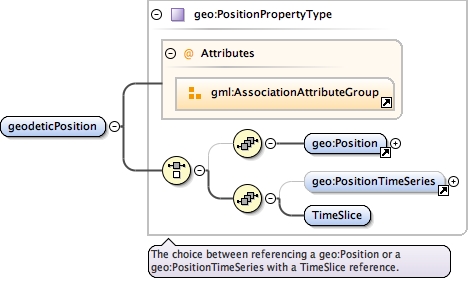 geo:PositionPropertyType
@ Attributes
gml:AssociationAttributeGroup
geodeticPosition
geo:Position
geo:PositionTimeSeries
TimeSlice
The choice between referencing a geo:Position or a
geo:PositionTimeSeries with a TimeSlice reference.